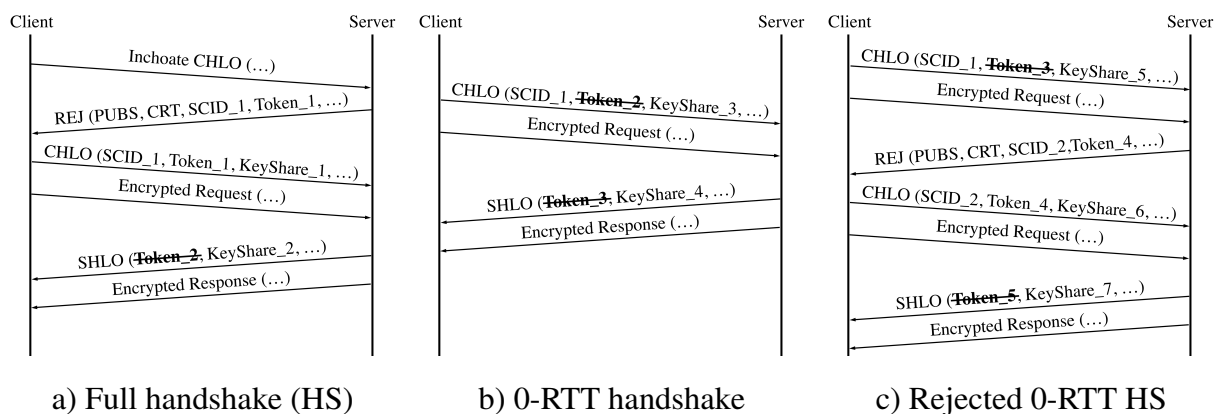 Client Server
Inchoate CHLO (…)
REJ (PUBS, CRT, SCID_1, Token_1, …)
CHLO (SCID_1, Token_1, KeyShare_1, …)
Encrypted Request (…)
SHLO (Token_2, KeyShare_2, …)
Encrypted Response (…)
a) Full handshake (HS)
Client Server
CHLO (SCID_1, Token_2, KeyShare_3, …)
Encrypted Request (…)
SHLO (Token_3, KeyShare_4, …)
Encrypted Response (…)
b) 0-RTT handshake
Client Server
CHLO (SCID_1, Token_3, KeyShare_5, …)
Encrypted Request (…)
REJ (PUBS, CRT, SCID_2,Token_4, …)
CHLO (SCID_2, Token_4, KeyShare_6, …)
Encrypted Request (…)
SHLO (Token_5, KeyShare_7, …)
Encrypted Response (…)
c) Rejected 0-RTT HS